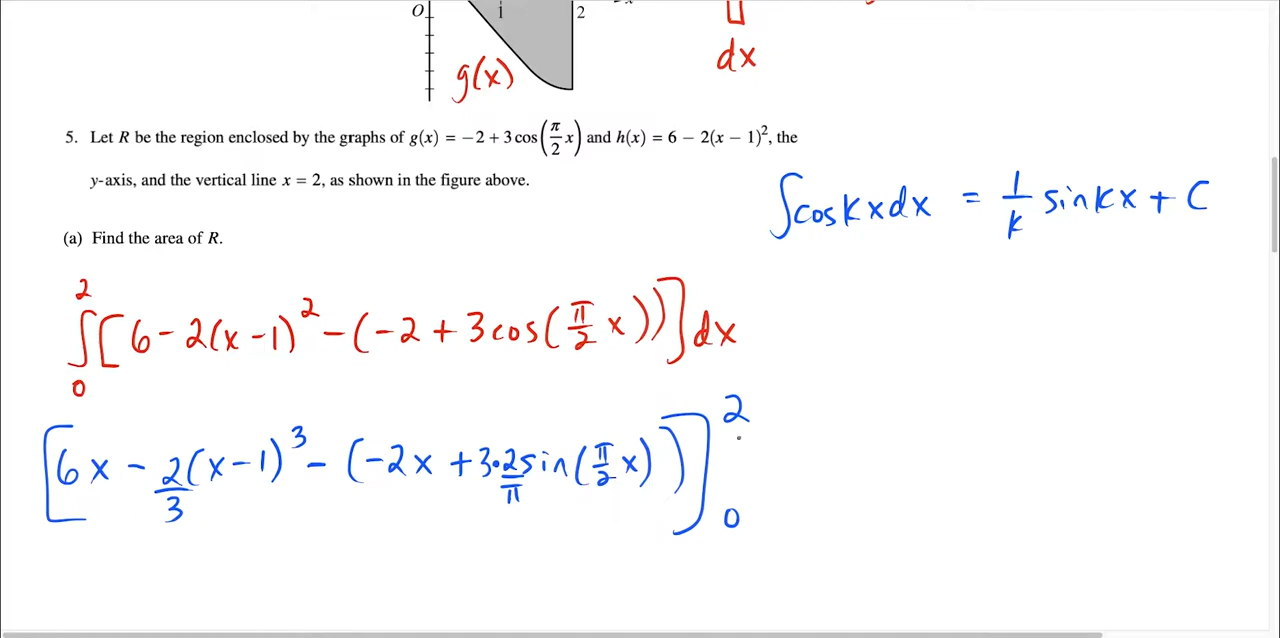 0 1 2
g(x) dx
5. Let R be the region enclosed by the graphs of g(x) = −2 + 3 cos(π/2 x) and h(x) = 6 − 2(x − 1)², the
y-axis, and the vertical line x = 2, as shown in the figure above.
∫cos kx dx = 1/k sin kx + C
(a) Find the area of R.
∫₀² [6 − 2(x − 1)² − (−2 + 3cos(π/2 x))] dx
[6x − 2/3(x − 1)³ − (−2x + 3·2/π sin(π/2 x))]₀²